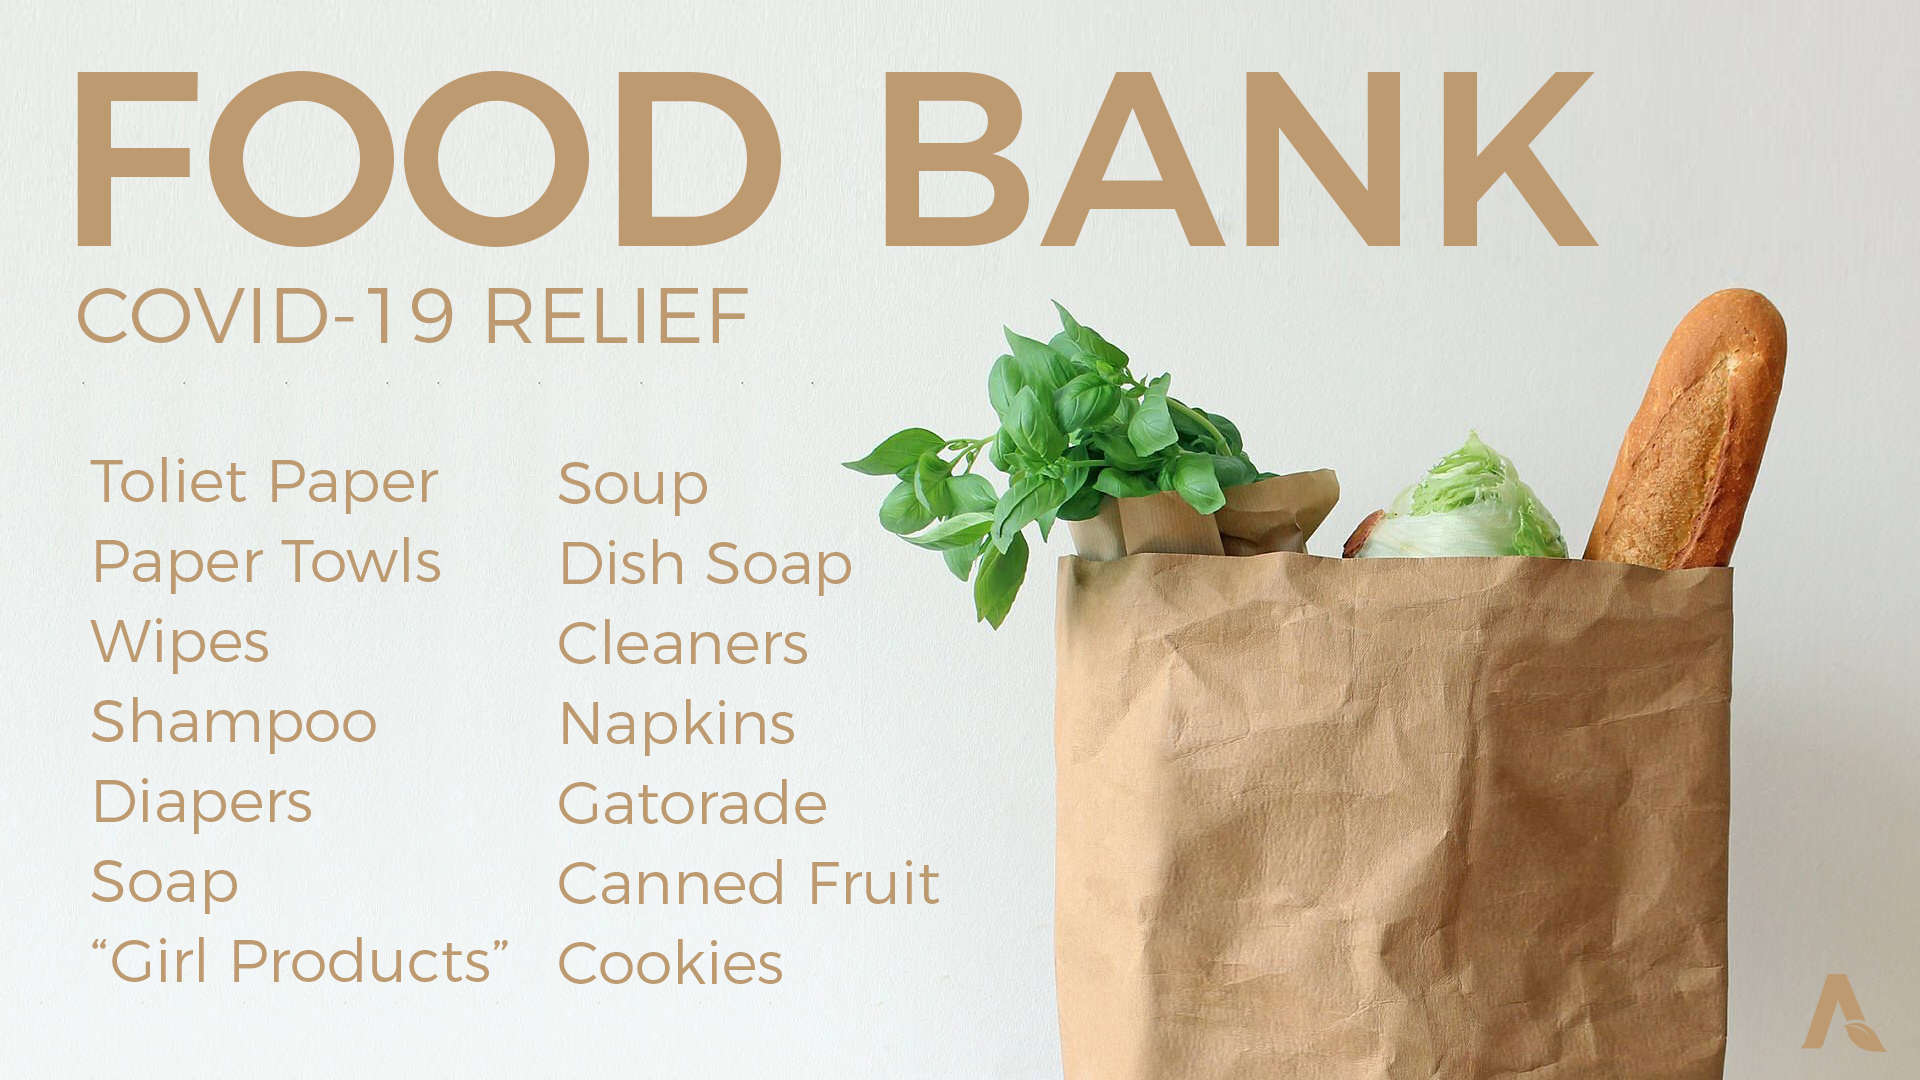 FOOD BANK
COVID-19 RELIEF
Toliet Paper
Paper Towls
Wipes
Shampoo
Diapers
Soap
“Girl Products”
Soup
Dish Soap
Cleaners
Napkins
Gatorade
Canned Fruit
Cookies